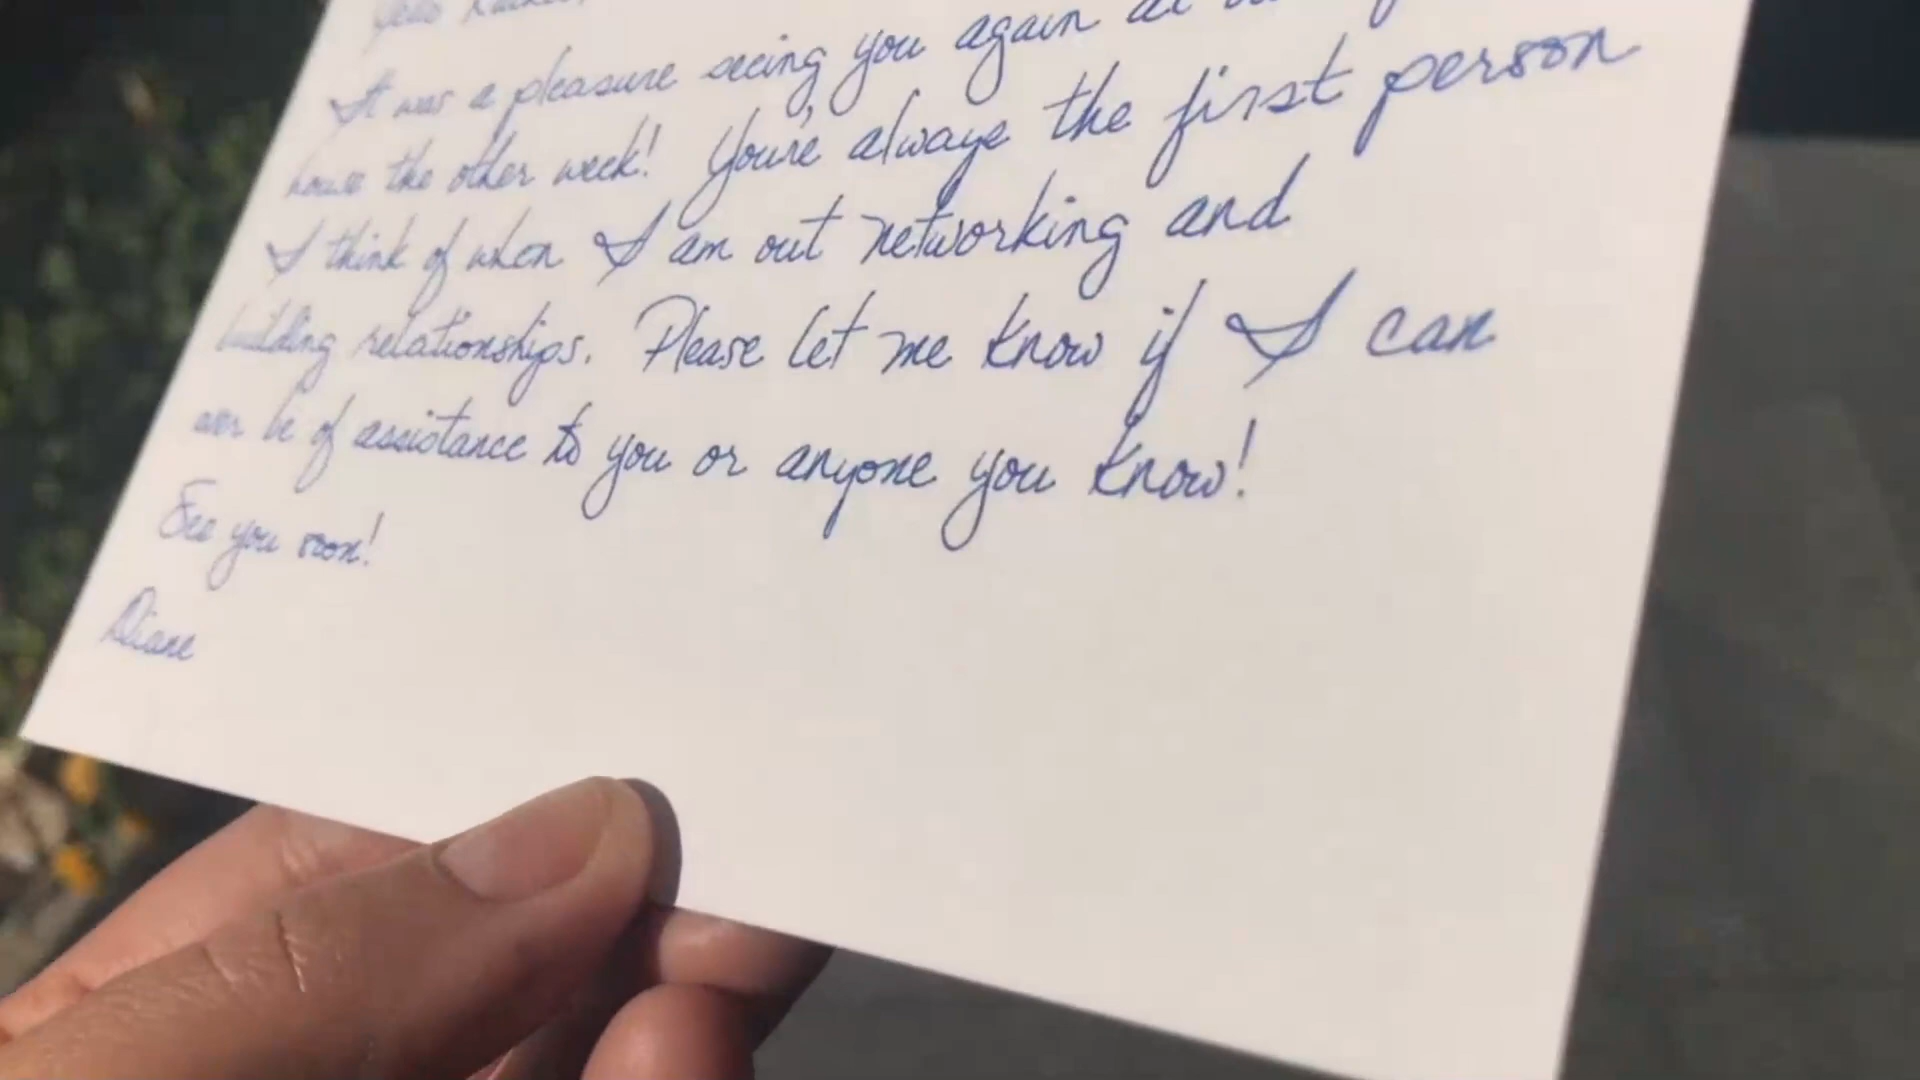 Dear
It was a pleasure seeing you again at
house the other week! You're always the first person
I think of when I am out networking and
building relationships. Please let me know if I can
ever be of assistance to you or anyone you know!
See you soon!
Diane